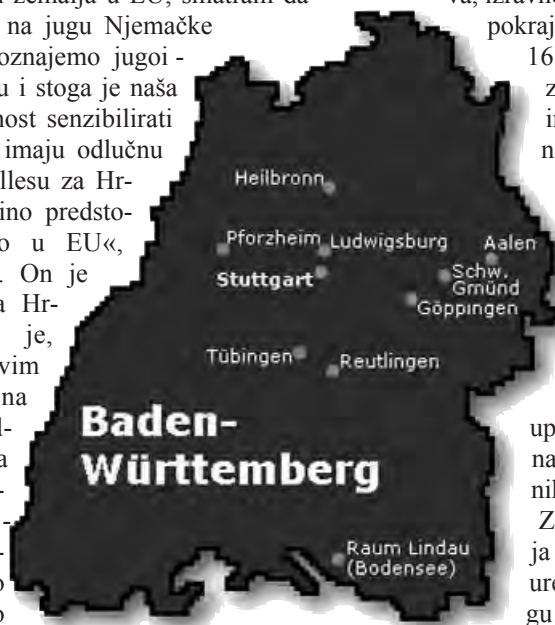 zemalja u EU, smatram da
na jugu Njemačke
poznajemo jugoi-
u i stoga je naša
nost senzibilirati
imaju odlučnu
llesu za Hr-
ino predsto-
o u EU«,
. On je
a Hr-
je,
vim
na
l-
a
-
-
-
o
o
Heilbronn
Pforzheim
Ludwigsburg
Aalen
Stuttgart
Schw.
Gmünd
Göppingen
Tübingen
Reutlingen
Baden-
Württemberg
Raum Lindau
(Bodensee)
va, izravno
pokraj
16
z
in
n
up
na
nil
Z
ja
ure
gu